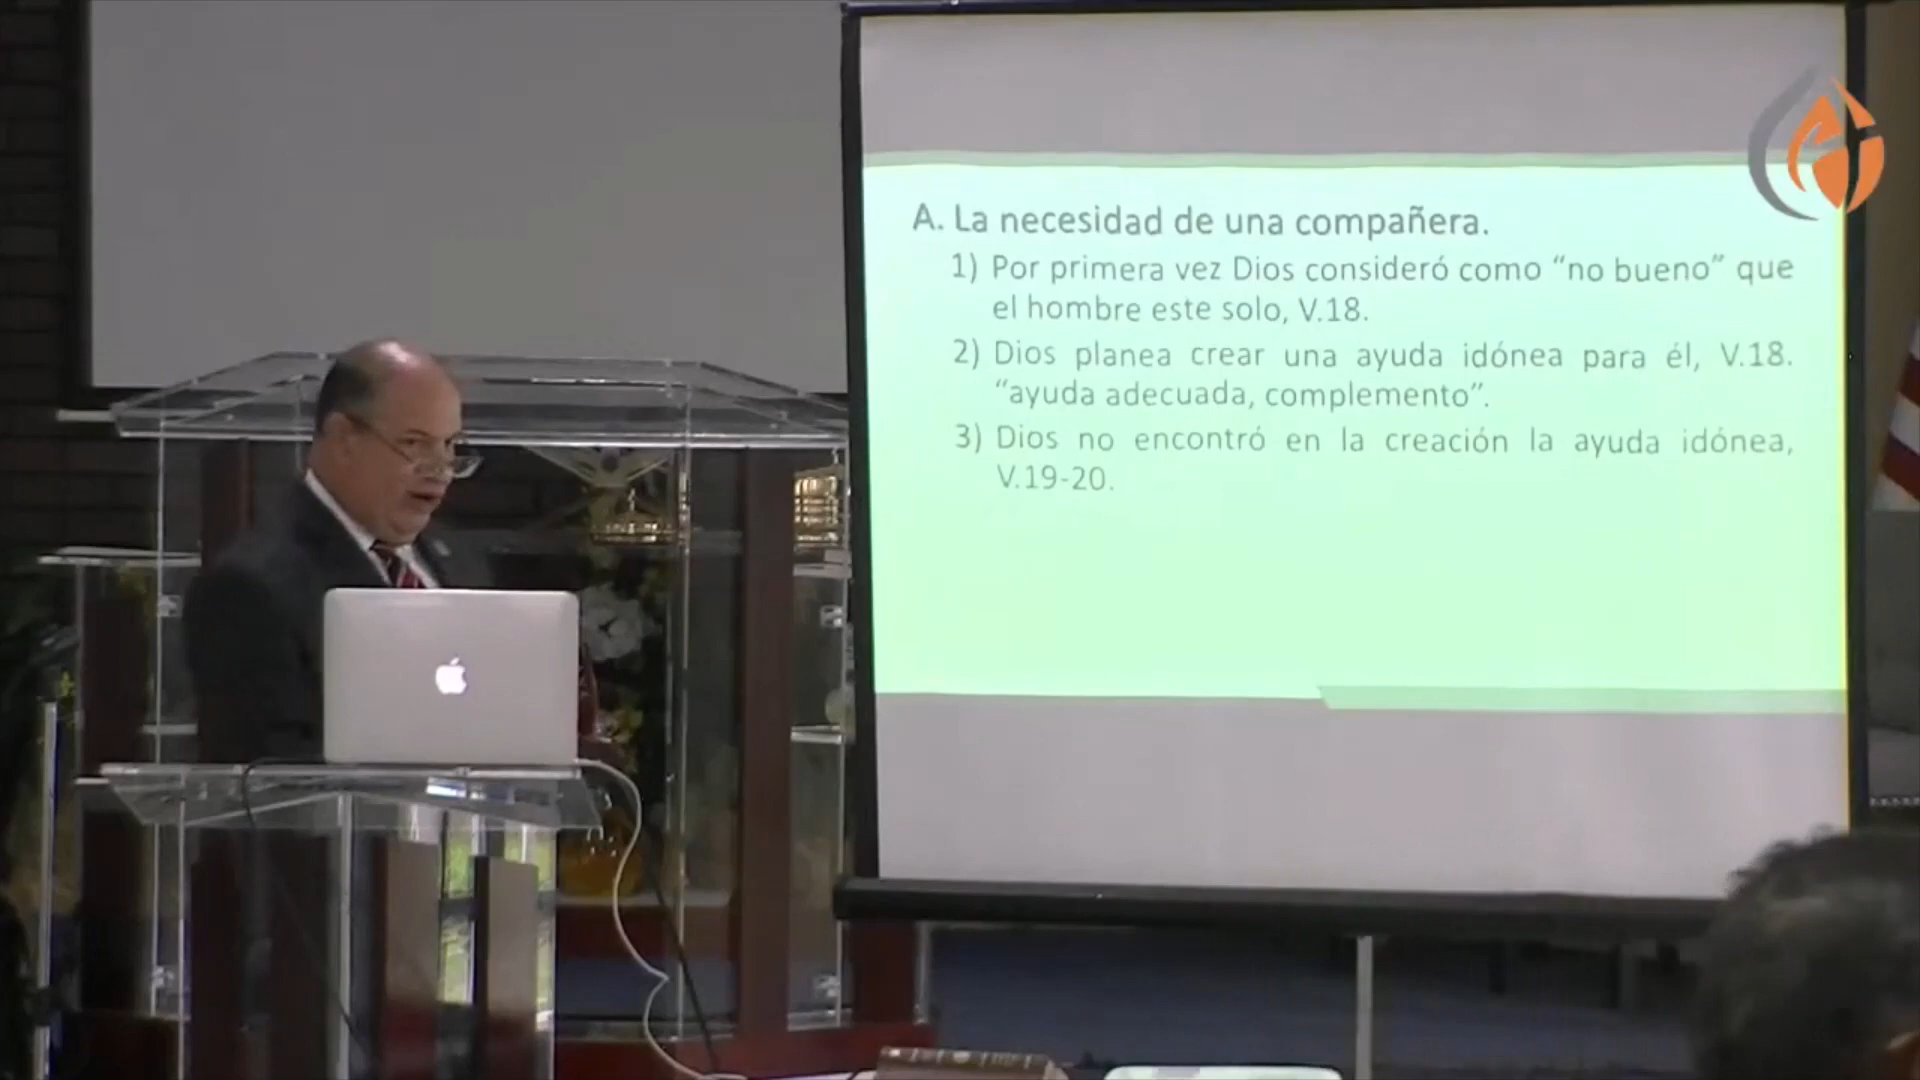 A. La necesidad de una compañera.
1) Por primera vez Dios consideró como “no bueno” que
el hombre este solo, V.18.
2) Dios planea crear una ayuda idónea para él, V.18.
“ayuda adecuada, complemento”.
3) Dios no encontró en la creación la ayuda idónea,
V.19-20.